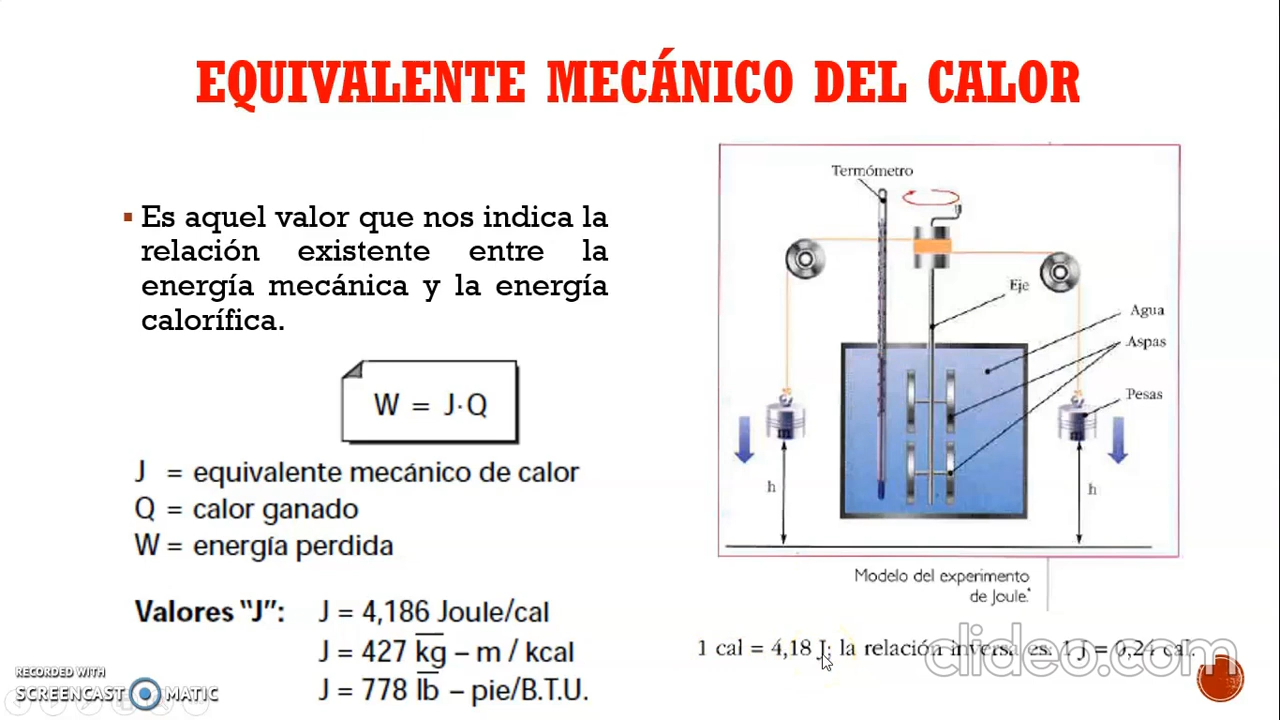 EQUIVALENTE MECÁNICO DEL CALOR
Es aquel valor que nos indica la
relación existente entre la
energía mecánica y la energía
calorífica.
W = J·Q
J = equivalente mecánico de calor
Q = calor ganado
W = energía perdida
Valores "J": J = 4,186 Joule/cal
J = 427 k̅g̅ – m / kcal
J = 778 l̅b̅ – pie/B.T.U.
Termómetro
Eje
Agua
Aspas
Pesas
m
m
h
h
Modelo del experimento
de Joule.
1 cal = 4,18 J; la relación inversa es: 1 J = 0,24 cal.
clideo.com
RECORDED WITH
SCREENCAST MATIC